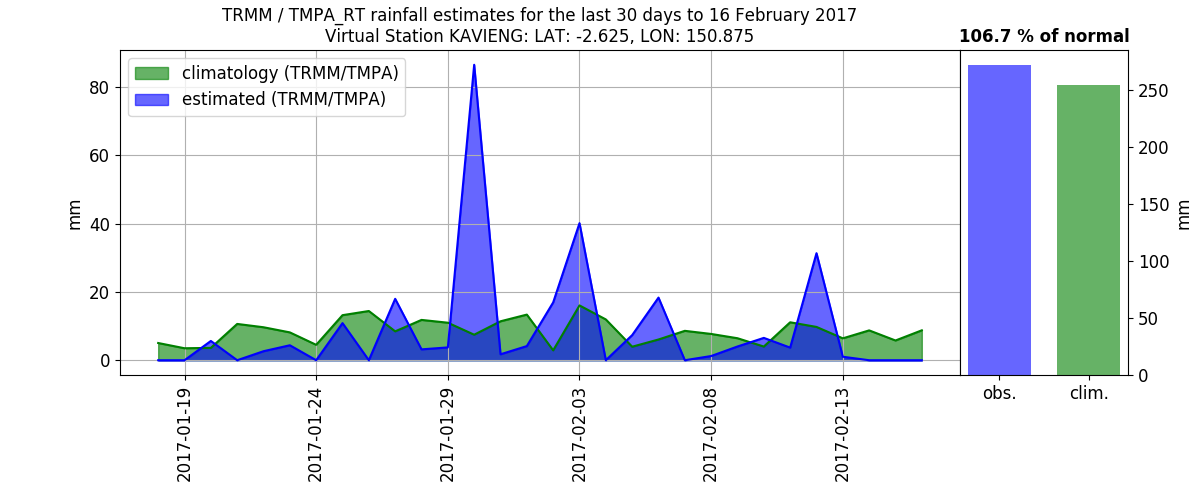 TRMM / TMPA_RT rainfall estimates for the last 30 days to 16 February 2017
Virtual Station KAVIENG: LAT: -2.625, LON: 150.875
106.7 % of normal
climatology (TRMM/TMPA)
estimated (TRMM/TMPA)
80
60
40
20
0
mm
250
200
150
100
50
0
mm
obs.
clim.
2017-01-19
2017-01-24
2017-01-29
2017-02-03
2017-02-08
2017-02-13